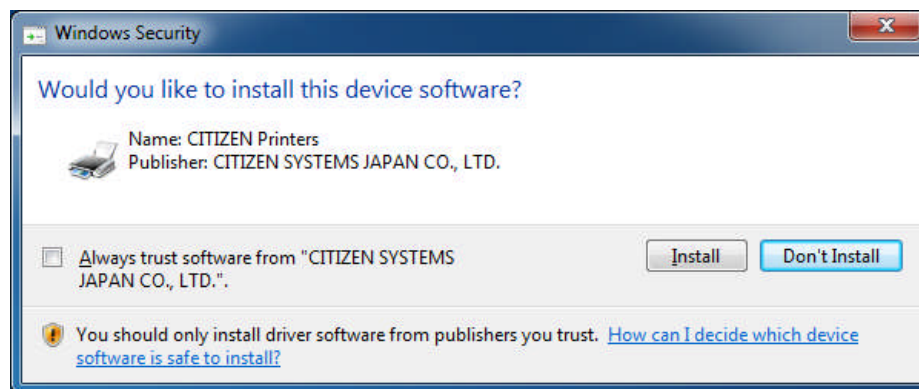 Windows Security
Would you like to install this device software?
Name: CITIZEN Printers
Publisher: CITIZEN SYSTEMS JAPAN CO., LTD.
Always trust software from "CITIZEN SYSTEMS
JAPAN CO., LTD.".
Install
Don't Install
You should only install driver software from publishers you trust. How can I decide which device
software is safe to install?